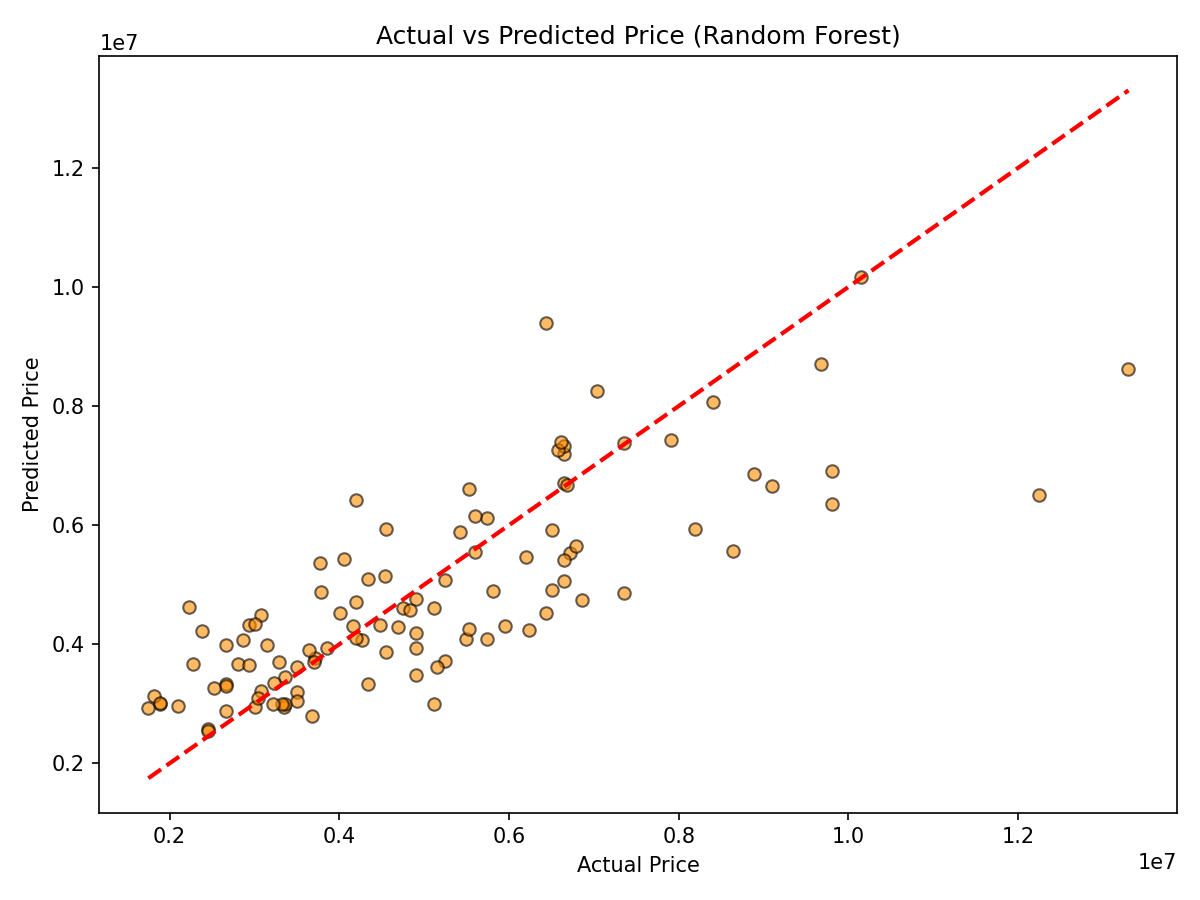 Actual vs Predicted Price (Random Forest)
1e7
1.2
1.0
0.8
0.6
0.4
0.2
Predicted Price
0.2 0.4 0.6 0.8 1.0 1.2
Actual Price
1e7